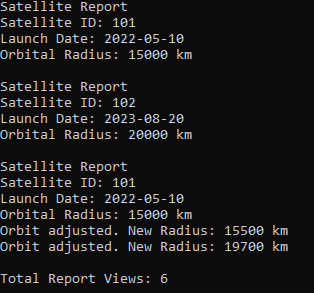 Satellite Report
Satellite ID: 101
Launch Date: 2022-05-10
Orbital Radius: 15000 km

Satellite Report
Satellite ID: 102
Launch Date: 2023-08-20
Orbital Radius: 20000 km

Satellite Report
Satellite ID: 101
Launch Date: 2022-05-10
Orbital Radius: 15000 km
Orbit adjusted. New Radius: 15500 km
Orbit adjusted. New Radius: 19700 km

Total Report Views: 6